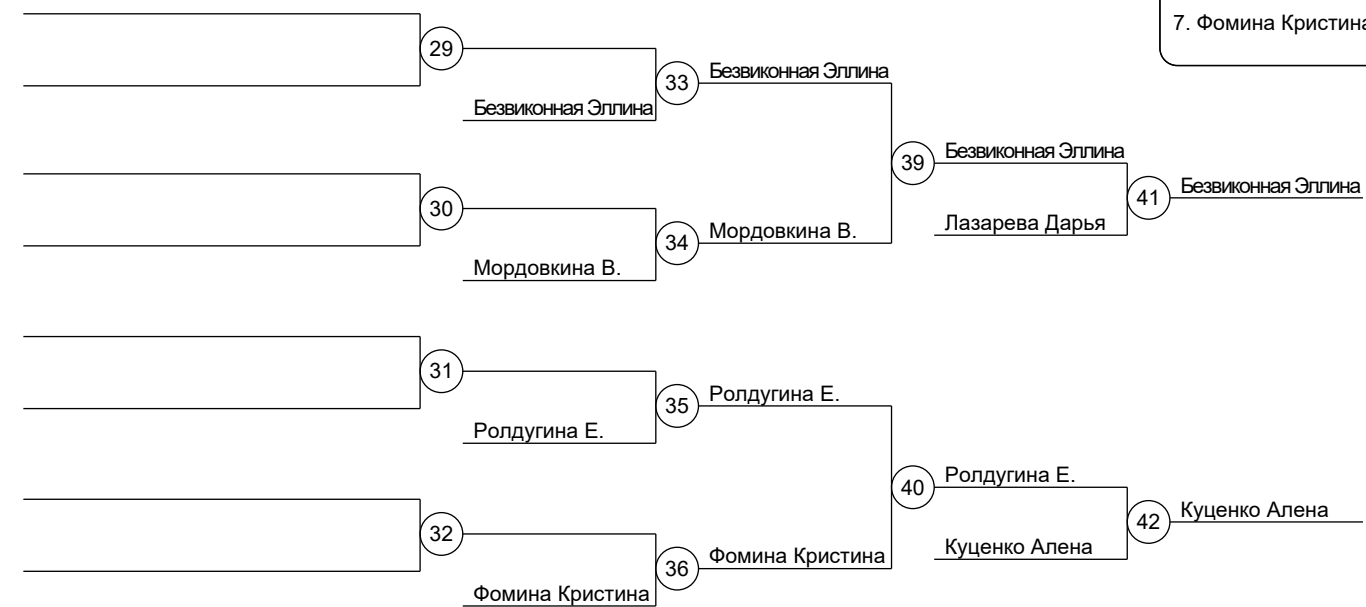 7. Фомина Кристина
29
33
Безвиконная Эллина
Безвиконная Эллина
39
Безвиконная Эллина
41
Безвиконная Эллина
30
34
Мордовкина В.
Лазарева Дарья
Мордовкина В.
31
35
Ролдугина Е.
Ролдугина Е.
40
Ролдугина Е.
42
Куценко Алена
32
36
Фомина Кристина
Куценко Алена
Фомина Кристина